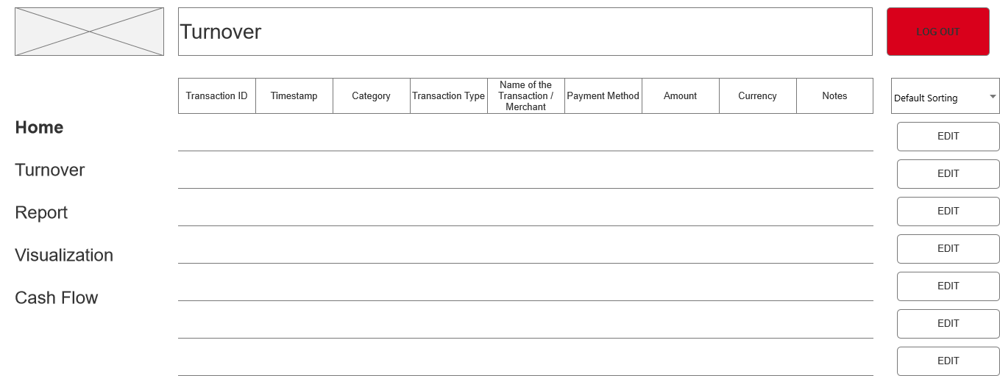 Turnover
LOG OUT
Transaction ID
Timestamp
Category
Transaction Type
Name of the
Transaction /
Merchant
Payment Method
Amount
Currency
Notes
Default Sorting
Home
Turnover
Report
Visualization
Cash Flow
EDIT
EDIT
EDIT
EDIT
EDIT
EDIT
EDIT